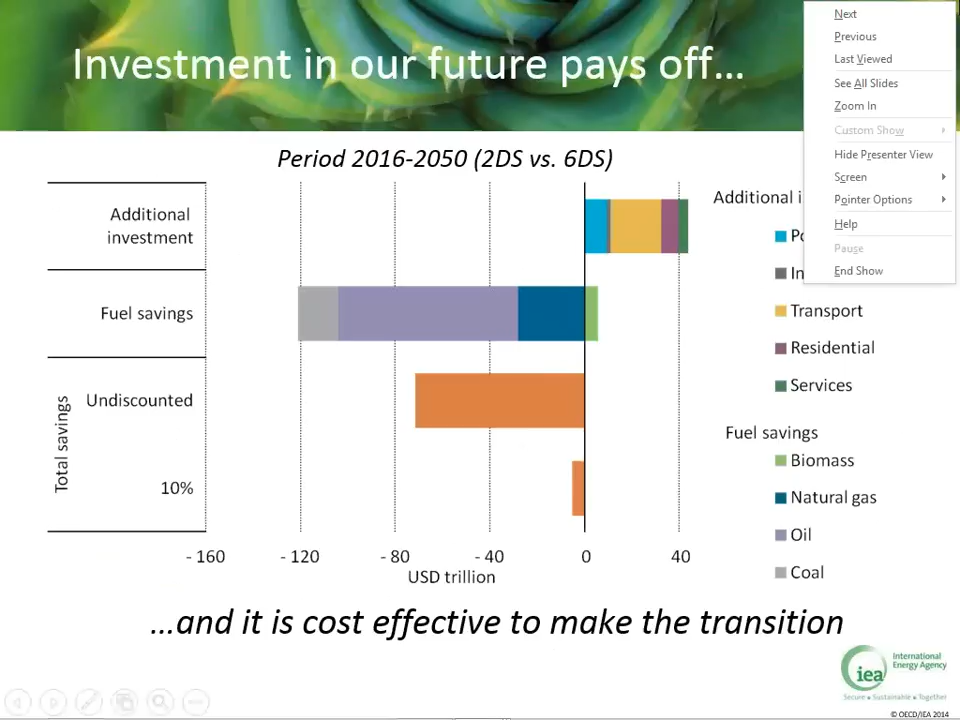 Investment in our future pays off...
Next
Previous
Last Viewed
See All Slides
Zoom In
Custom Show
Hide Presenter View
Screen
Pointer Options
Help
Pause
End Show
Period 2016-2050 (2DS vs. 6DS)
Additional
investment
Fuel savings
Total savings
Undiscounted
10%
- 160
- 120
- 80
- 40
0
40
USD trillion
Additional
Transport
Residential
Services
Fuel savings
Biomass
Natural gas
Oil
Coal
...and it is cost effective to make the transition
iea
International
Energy Agency
Secure • Sustainable • Together
© OECD/IEA 2014